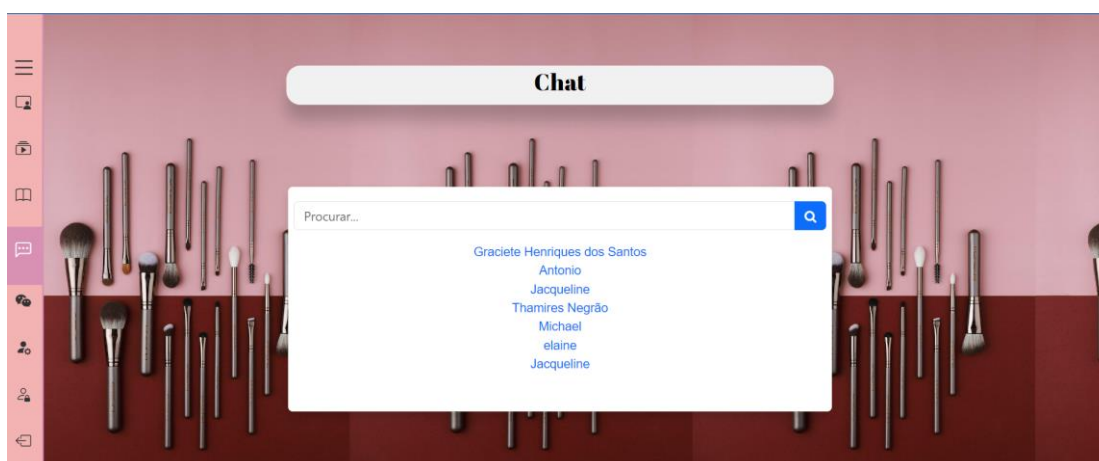 Chat
Procurar...
Graciete Henriques dos Santos
Antonio
Jacqueline
Thamires Negrão
Michael
elaine
Jacqueline